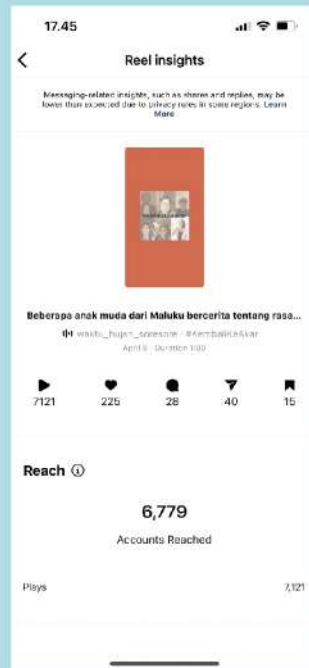 17.45
Reel insights
Messaging-related insights, such as shares and replies, may be
lower than expected due to privacy rules in some regions. Learn
More
Beberapa anak muda dari Maluku bercerita tentang rasa...
waktu_hujan_soresore · #KembaliKeAkar
April 8 · Duration 1:00
7121 225 28 40 15
Reach
6,779
Accounts Reached
Plays 7,121